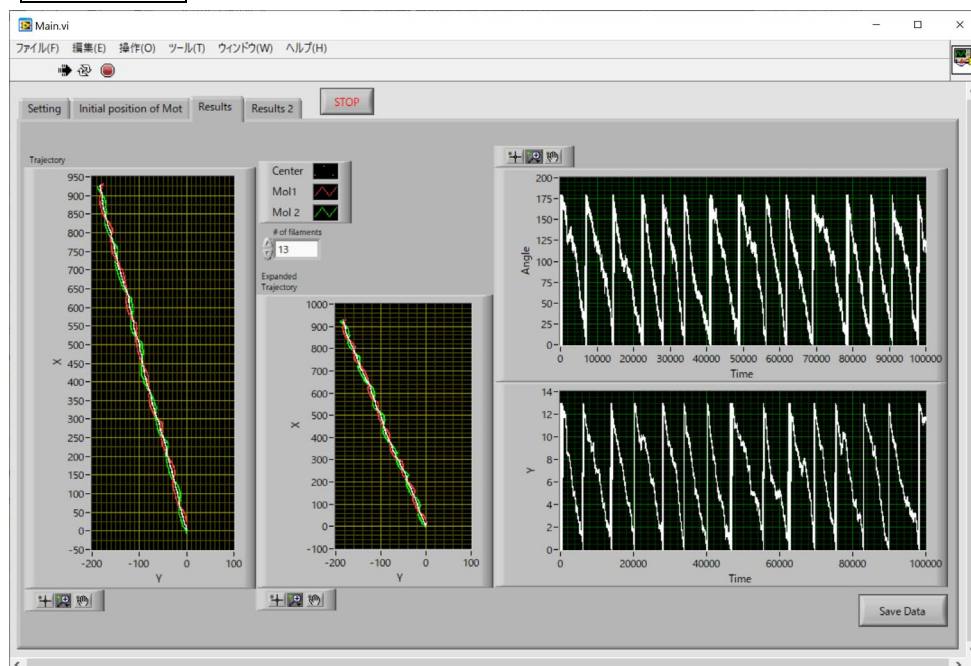 Main.vi
ファイル(F) 編集(E) 操作(O) ツール(T) ウィンドウ(W) ヘルプ(H)
Setting Initial position of Mot Results Results 2 STOP
Trajectory
950
900
850
800
750
700
650
600
550
500
450
400
350
300
250
200
150
100
50
0
-50
X
-200 -100 0 100
Y
Center
Mol1
Mol 2
# of filaments
13
Expanded
Trajectory
1000
900
800
700
600
500
400
300
200
100
0
-100
X
-200 -100 0 100
Y
200
175
150
125
100
75
50
25
0
Angle
0 10000 20000 30000 40000 50000 60000 70000 80000 90000 100000
Time
14
12
10
8
6
4
2
0
Y
0 20000 40000 60000 80000 100000
Time
Save Data